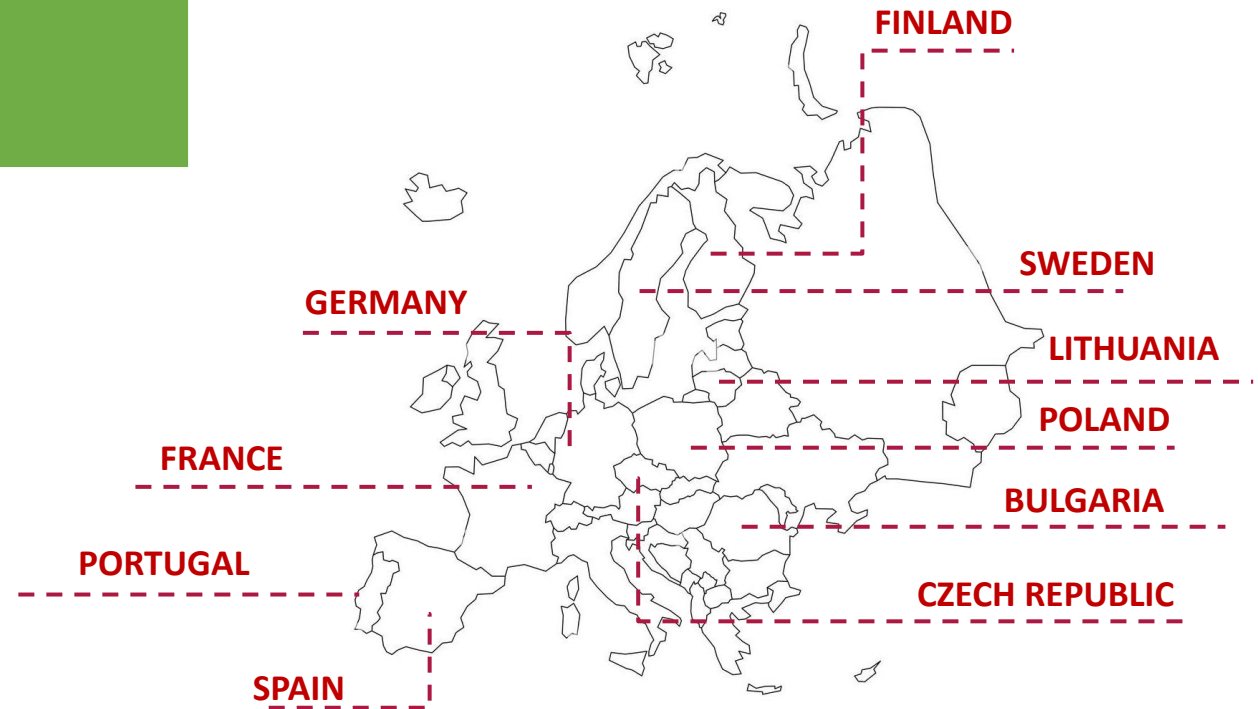 FINLAND
SWEDEN
GERMANY
LITHUANIA
POLAND
FRANCE
BULGARIA
PORTUGAL
CZECH REPUBLIC
SPAIN